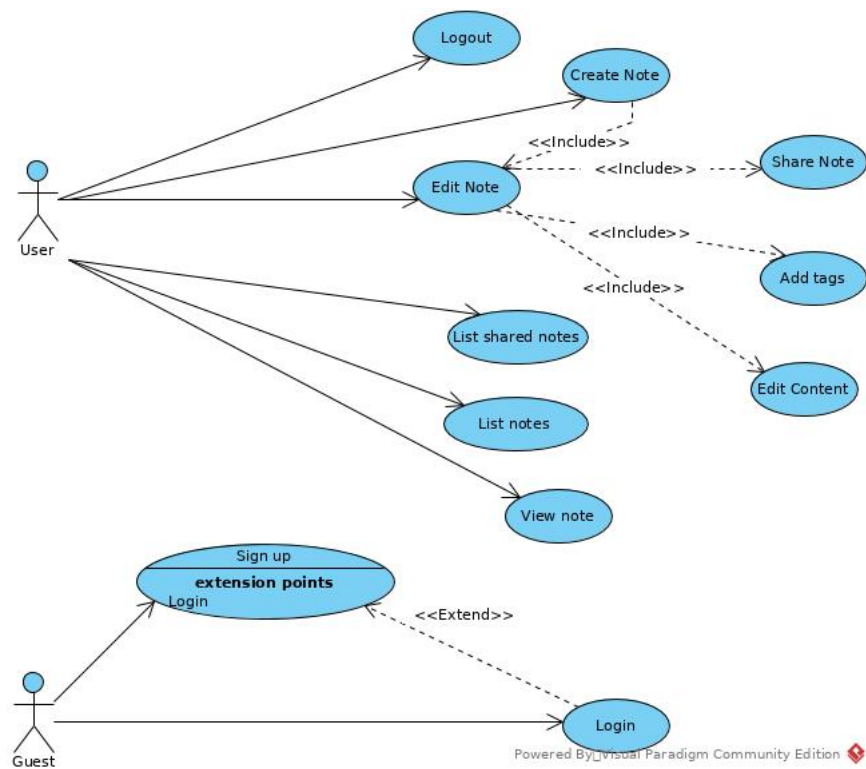 Logout
Create Note
<<Include>>
Share Note
<<Include>>
Edit Note
User
<<Include>>
Add tags
<<Include>>
List shared notes
Edit Content
List notes
View note
Sign up
extension points
Login
<<Extend>>
Login
Guest
Powered By▯Visual Paradigm Community Edition